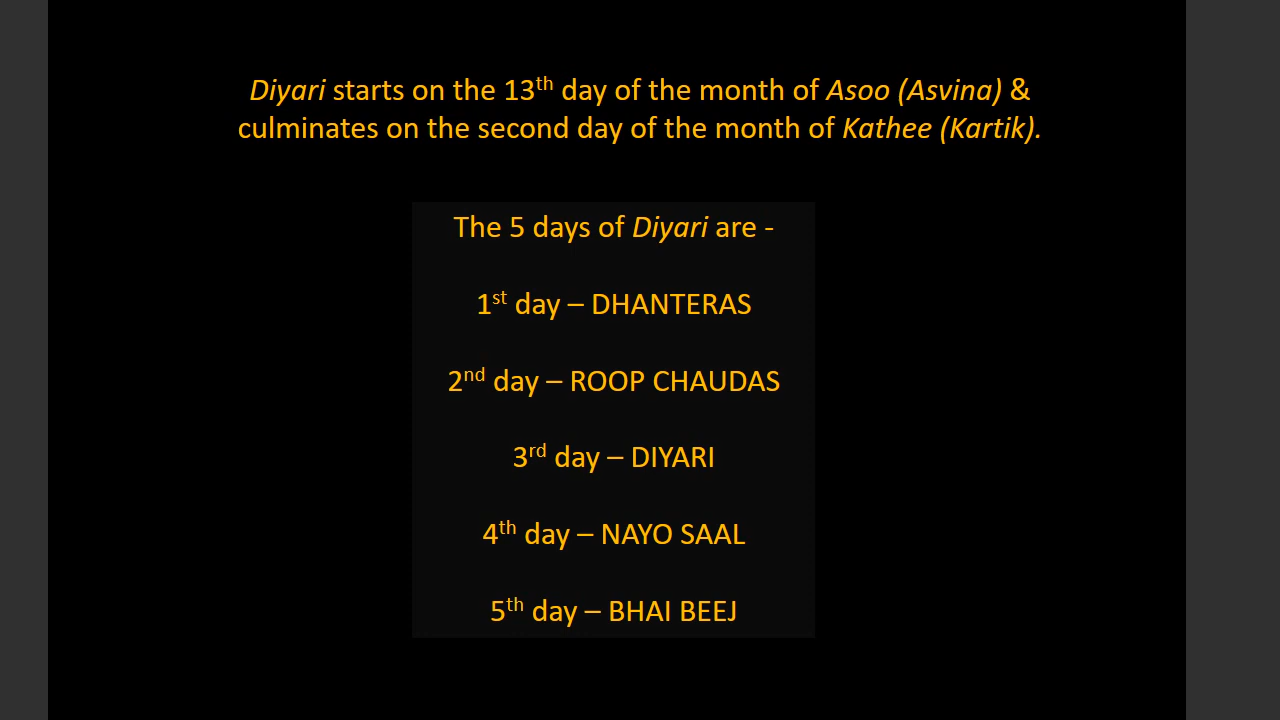 Diyari starts on the 13th day of the month of Asoo (Asvina) &
culminates on the second day of the month of Kathee (Kartik).
The 5 days of Diyari are -
1st day – DHANTERAS
2nd day – ROOP CHAUDAS
3rd day – DIYARI
4th day – NAYO SAAL
5th day – BHAI BEEJ